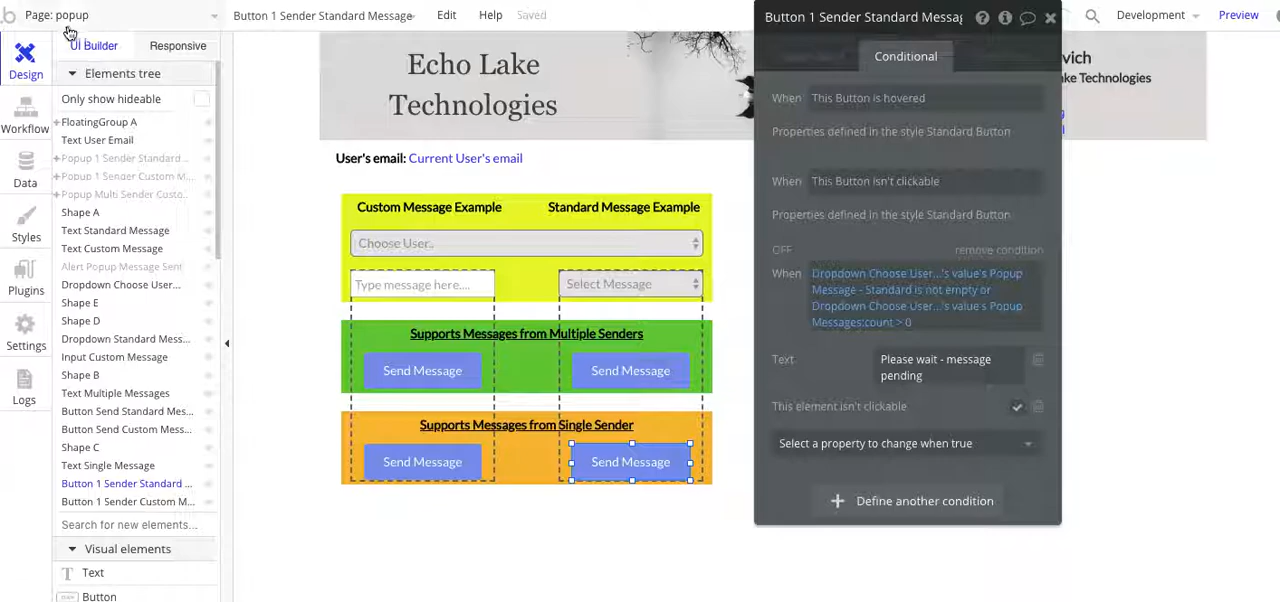 Page: popup
Button 1 Sender Standard Message
Edit
Help
Saved
Button 1 Sender Standard Messag
Development
Preview
UI Builder
Responsive
Design
Elements tree
Only show hideable
FloatingGroup A
Text User Email
Popup 1 Sender Standard...
Popup 1 Sender Custom M...
Popup Multi Sender Custo...
Shape A
Text Standard Message
Text Custom Message
Alert Popup Message Sent
Dropdown Choose User...
Shape E
Shape D
Dropdown Standard Mess...
Input Custom Message
Shape B
Text Multiple Messages
Button Send Standard Mes...
Button Send Custom Mess...
Shape C
Text Single Message
Button 1 Sender Standard ...
Button 1 Sender Custom M...
Search for new elements...
Visual elements
Text
Button
Workflow
Data
Styles
Plugins
Settings
Logs
Echo Lake
Technologies
vich
ke Technologies
User's email: Current User's email
Custom Message Example
Standard Message Example
Choose User..
Type message here....
Select Message
Supports Messages from Multiple Senders
Send Message
Send Message
Supports Messages from Single Sender
Send Message
Send Message
Conditional
When This Button is hovered
Properties defined in the style Standard Button
When This Button isn't clickable
Properties defined in the style Standard Button
OFF
remove condition
When Dropdown Choose User...'s value's Popup
Message - Standard is not empty or
Dropdown Choose User...'s value's Popup
Messages:count > 0
Text Please wait - message
pending
This element isn't clickable
Select a property to change when true
+ Define another condition